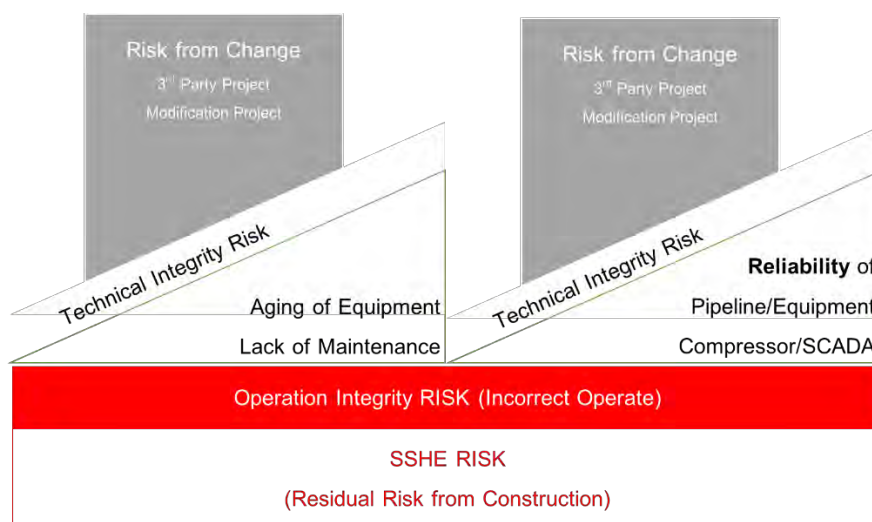 Risk from Change
3rd Party Project
Modification Project
Technical Integrity Risk
Aging of Equipment
Lack of Maintenance
Risk from Change
3rd Party Project
Modification Project
Technical Integrity Risk
Reliability of
Pipeline/Equipment
Compressor/SCADA
Operation Integrity RISK (Incorrect Operate)
SSHE RISK
(Residual Risk from Construction)